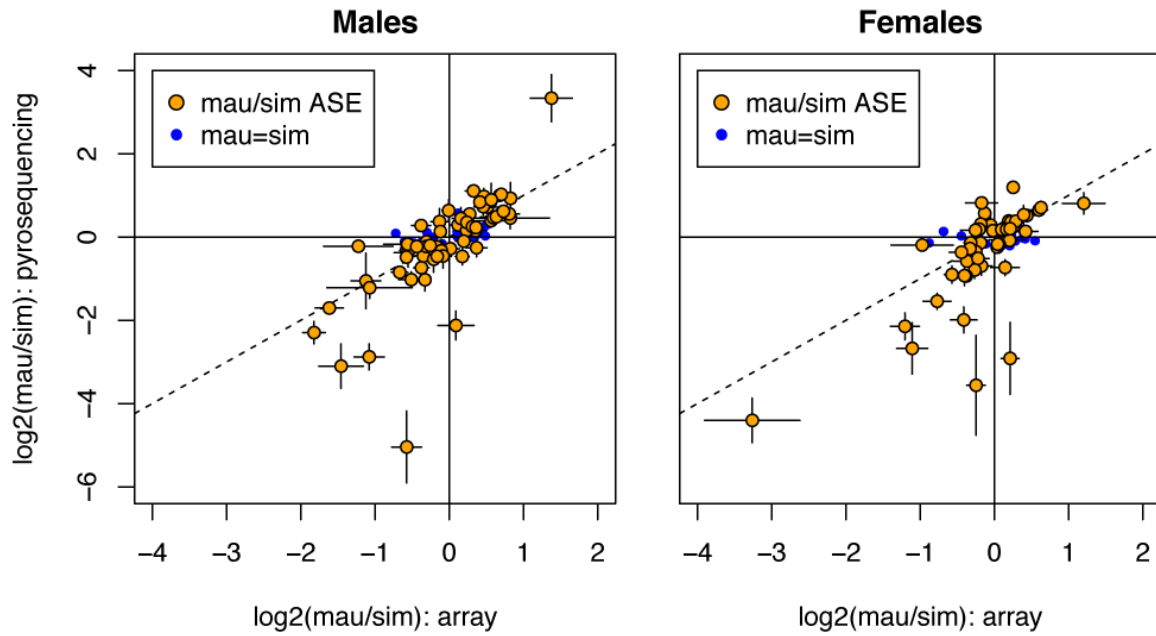 Males
Females
mau/sim ASE
mau=sim
mau/sim ASE
mau=sim
log2(mau/sim): pyrosequencing
4
2
0
−2
−4
−6
−4 −3 −2 −1 0 1 2
−4 −3 −2 −1 0 1 2
log2(mau/sim): array
log2(mau/sim): array